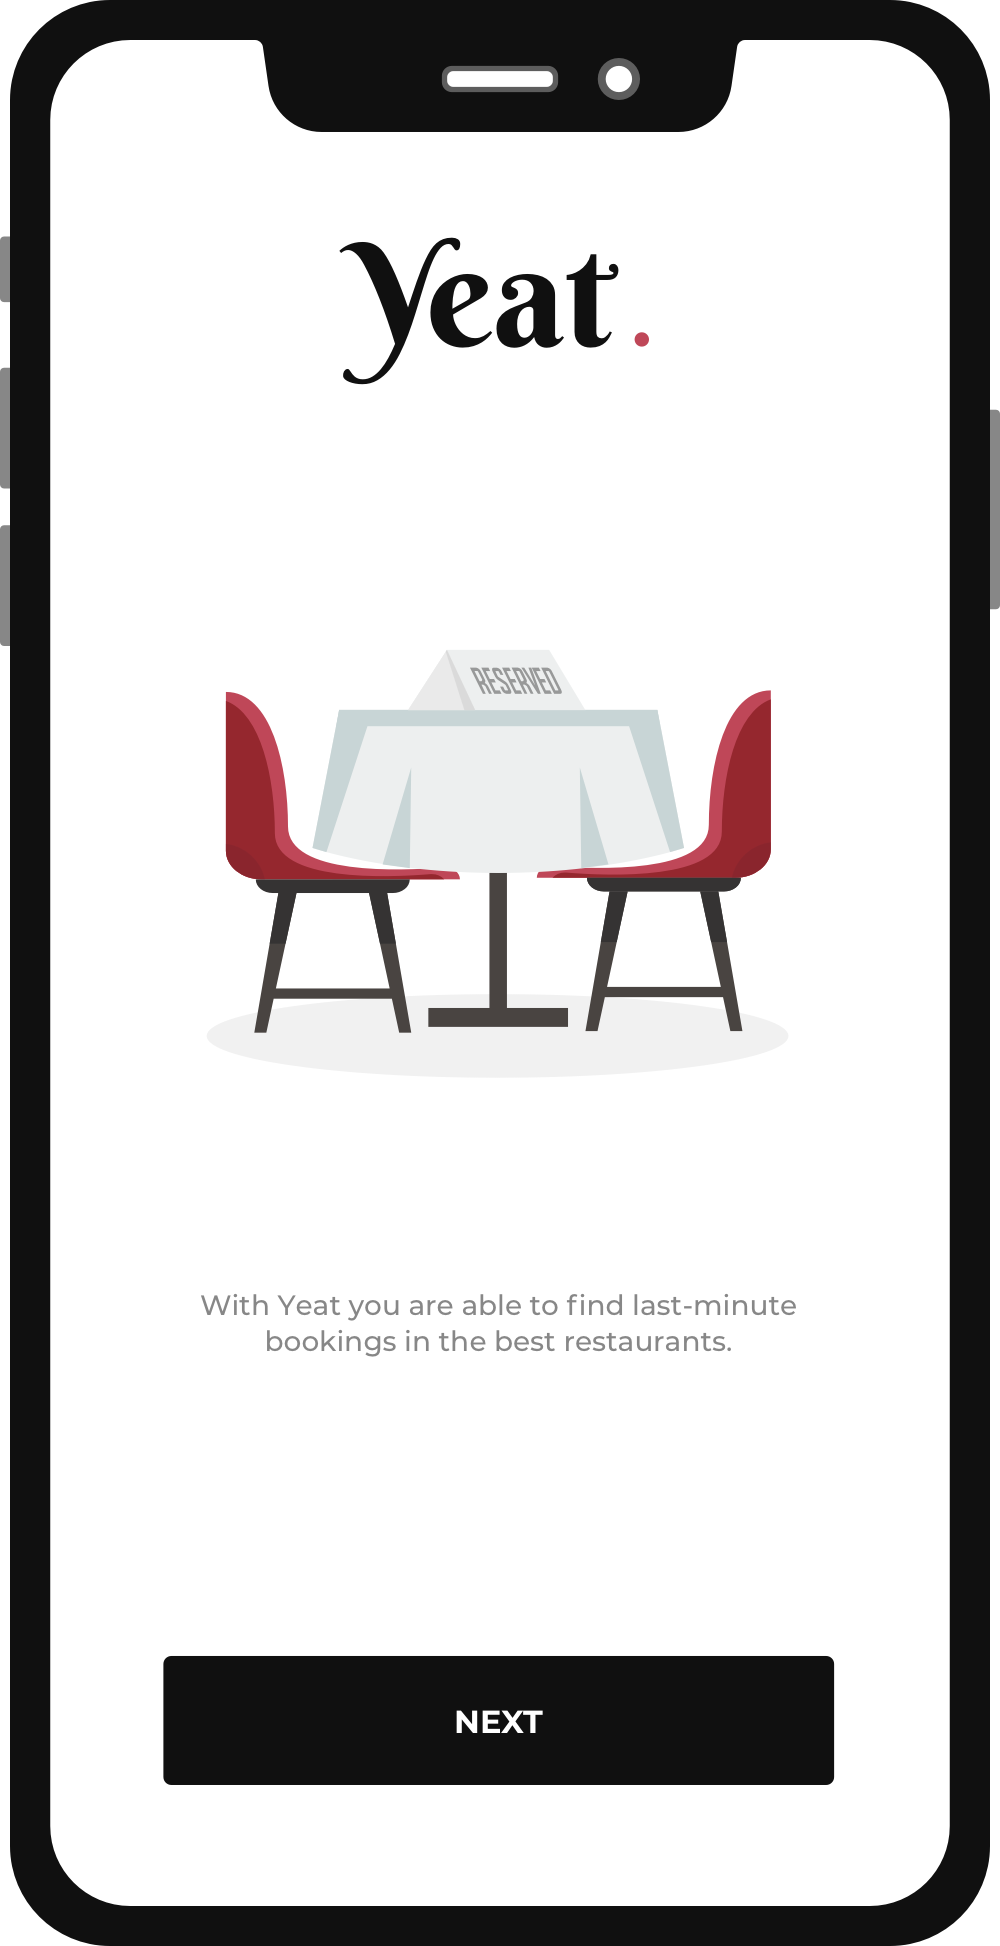 Yeat.
RESERVED
With Yeat you are able to find last-minute
bookings in the best restaurants.
NEXT